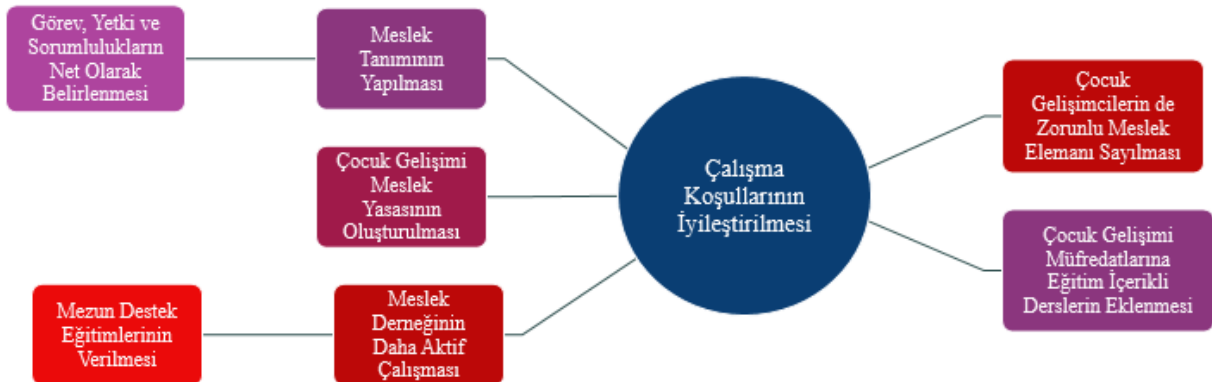 Görev, Yetki ve
Sorumlulukların
Net Olarak
Belirlenmesi
Meslek
Tanımının
Yapılması
Çocuk Gelişimi
Meslek
Yasasının
Oluşturulması
Mezun Destek
Eğitimlerinin
Verilmesi
Meslek
Derneğinin
Daha Aktif
Çalışması
Çalışma
Koşullarının
İyileştirilmesi
Çocuk
Gelişimcilerin de
Zorunlu Meslek
Elemanı Sayılması
Çocuk Gelişimi
Müfredatlarına
Eğitim İçerikli
Derslerin Eklenmesi